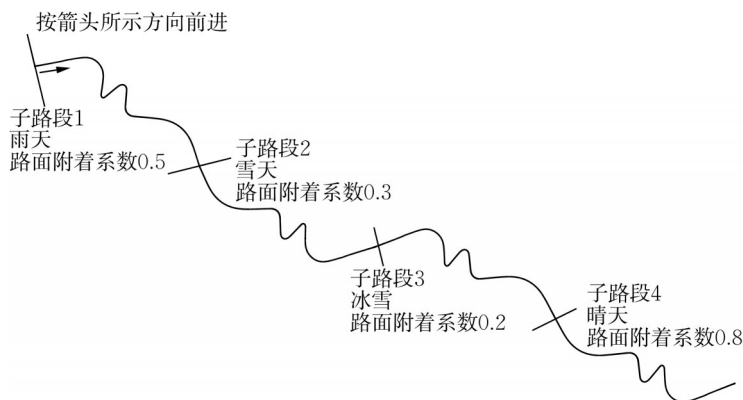 按箭头所示方向前进
子路段1
雨天
路面附着系数0.5
子路段2
雪天
路面附着系数0.3
子路段3
冰雪
路面附着系数0.2
子路段4
晴天
路面附着系数0.8